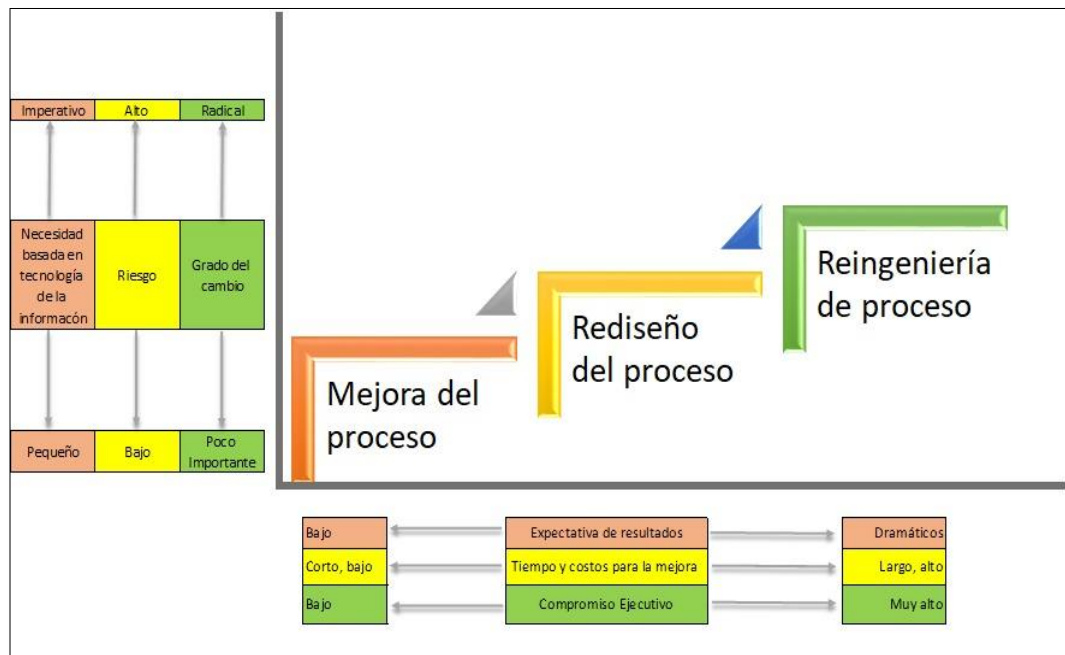 Imperativo
Alto
Radical
Necesidad
basada en
tecnología
de la
informacón
Riesgo
Grado del
cambio
Pequeño
Bajo
Poco
Importante
Mejora del
proceso
Rediseño
del proceso
Reingeniería
de proceso
Bajo
Expectativa de resultados
Dramáticos
Corto, bajo
Tiempo y costos para la mejora
Largo, alto
Bajo
Compromiso Ejecutivo
Muy alto